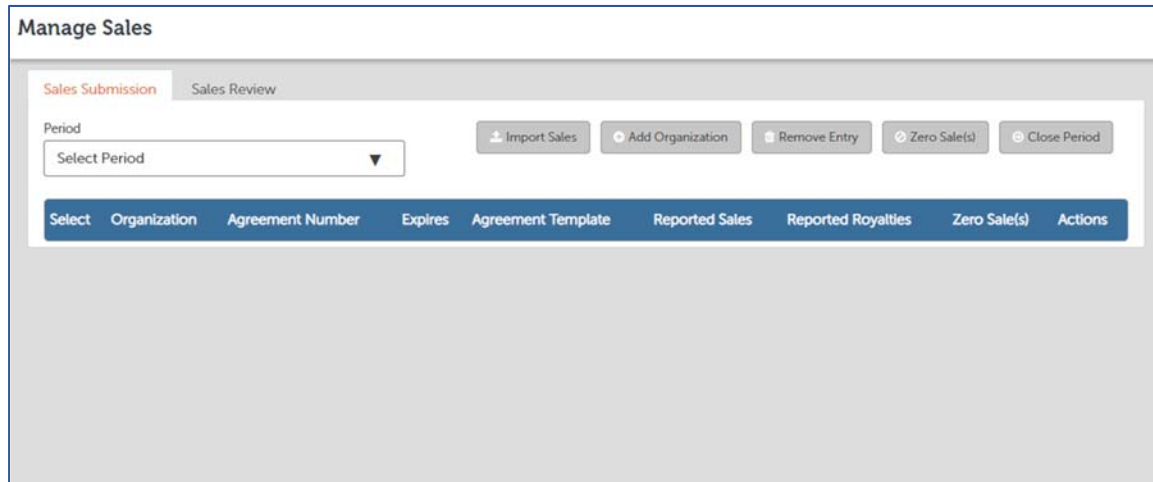 Manage Sales
Sales Submission Sales Review
Period
Select Period
Import Sales Add Organization Remove Entry Zero Sale(s) Close Period
Select Organization Agreement Number Expires Agreement Template Reported Sales Reported Royalties Zero Sale(s) Actions